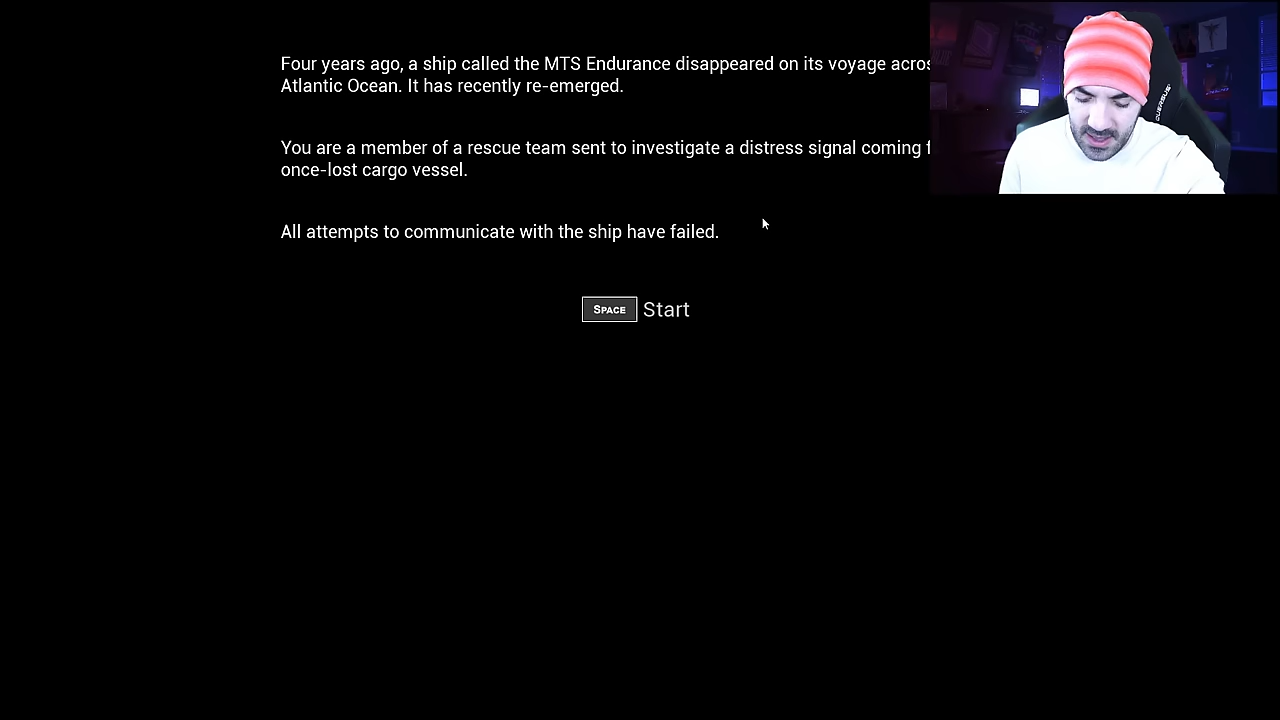 Four years ago, a ship called the MTS Endurance disappeared on its voyage
Atlantic Ocean. It has recently re-emerged.
You are a member of a rescue team sent to investigate a distress signal coming
once-lost cargo vessel.
All attempts to communicate with the ship have failed.
SPACE Start